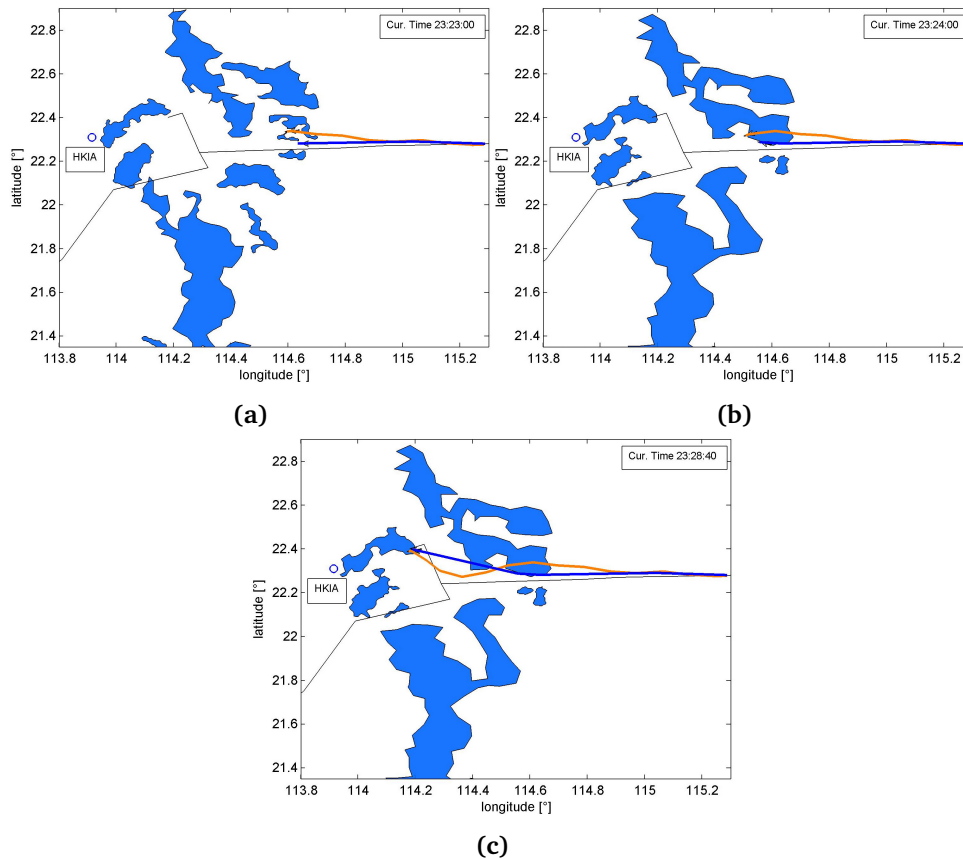 Cur. Time 23:23:00
22.8
22.6
22.4
22.2
22
21.8
21.6
21.4
latitude [°]
HKIA
113.8 114 114.2 114.4 114.6 114.8 115 115.2
longitude [°]
(a)
Cur. Time 23:24:00
22.8
22.6
22.4
22.2
22
21.8
21.6
21.4
latitude [°]
HKIA
113.8 114 114.2 114.4 114.6 114.8 115 115.2
longitude [°]
(b)
Cur. Time 23:28:40
22.8
22.6
22.4
22.2
22
21.8
21.6
21.4
latitude [°]
HKIA
113.8 114 114.2 114.4 114.6 114.8 115 115.2
longitude [°]
(c)